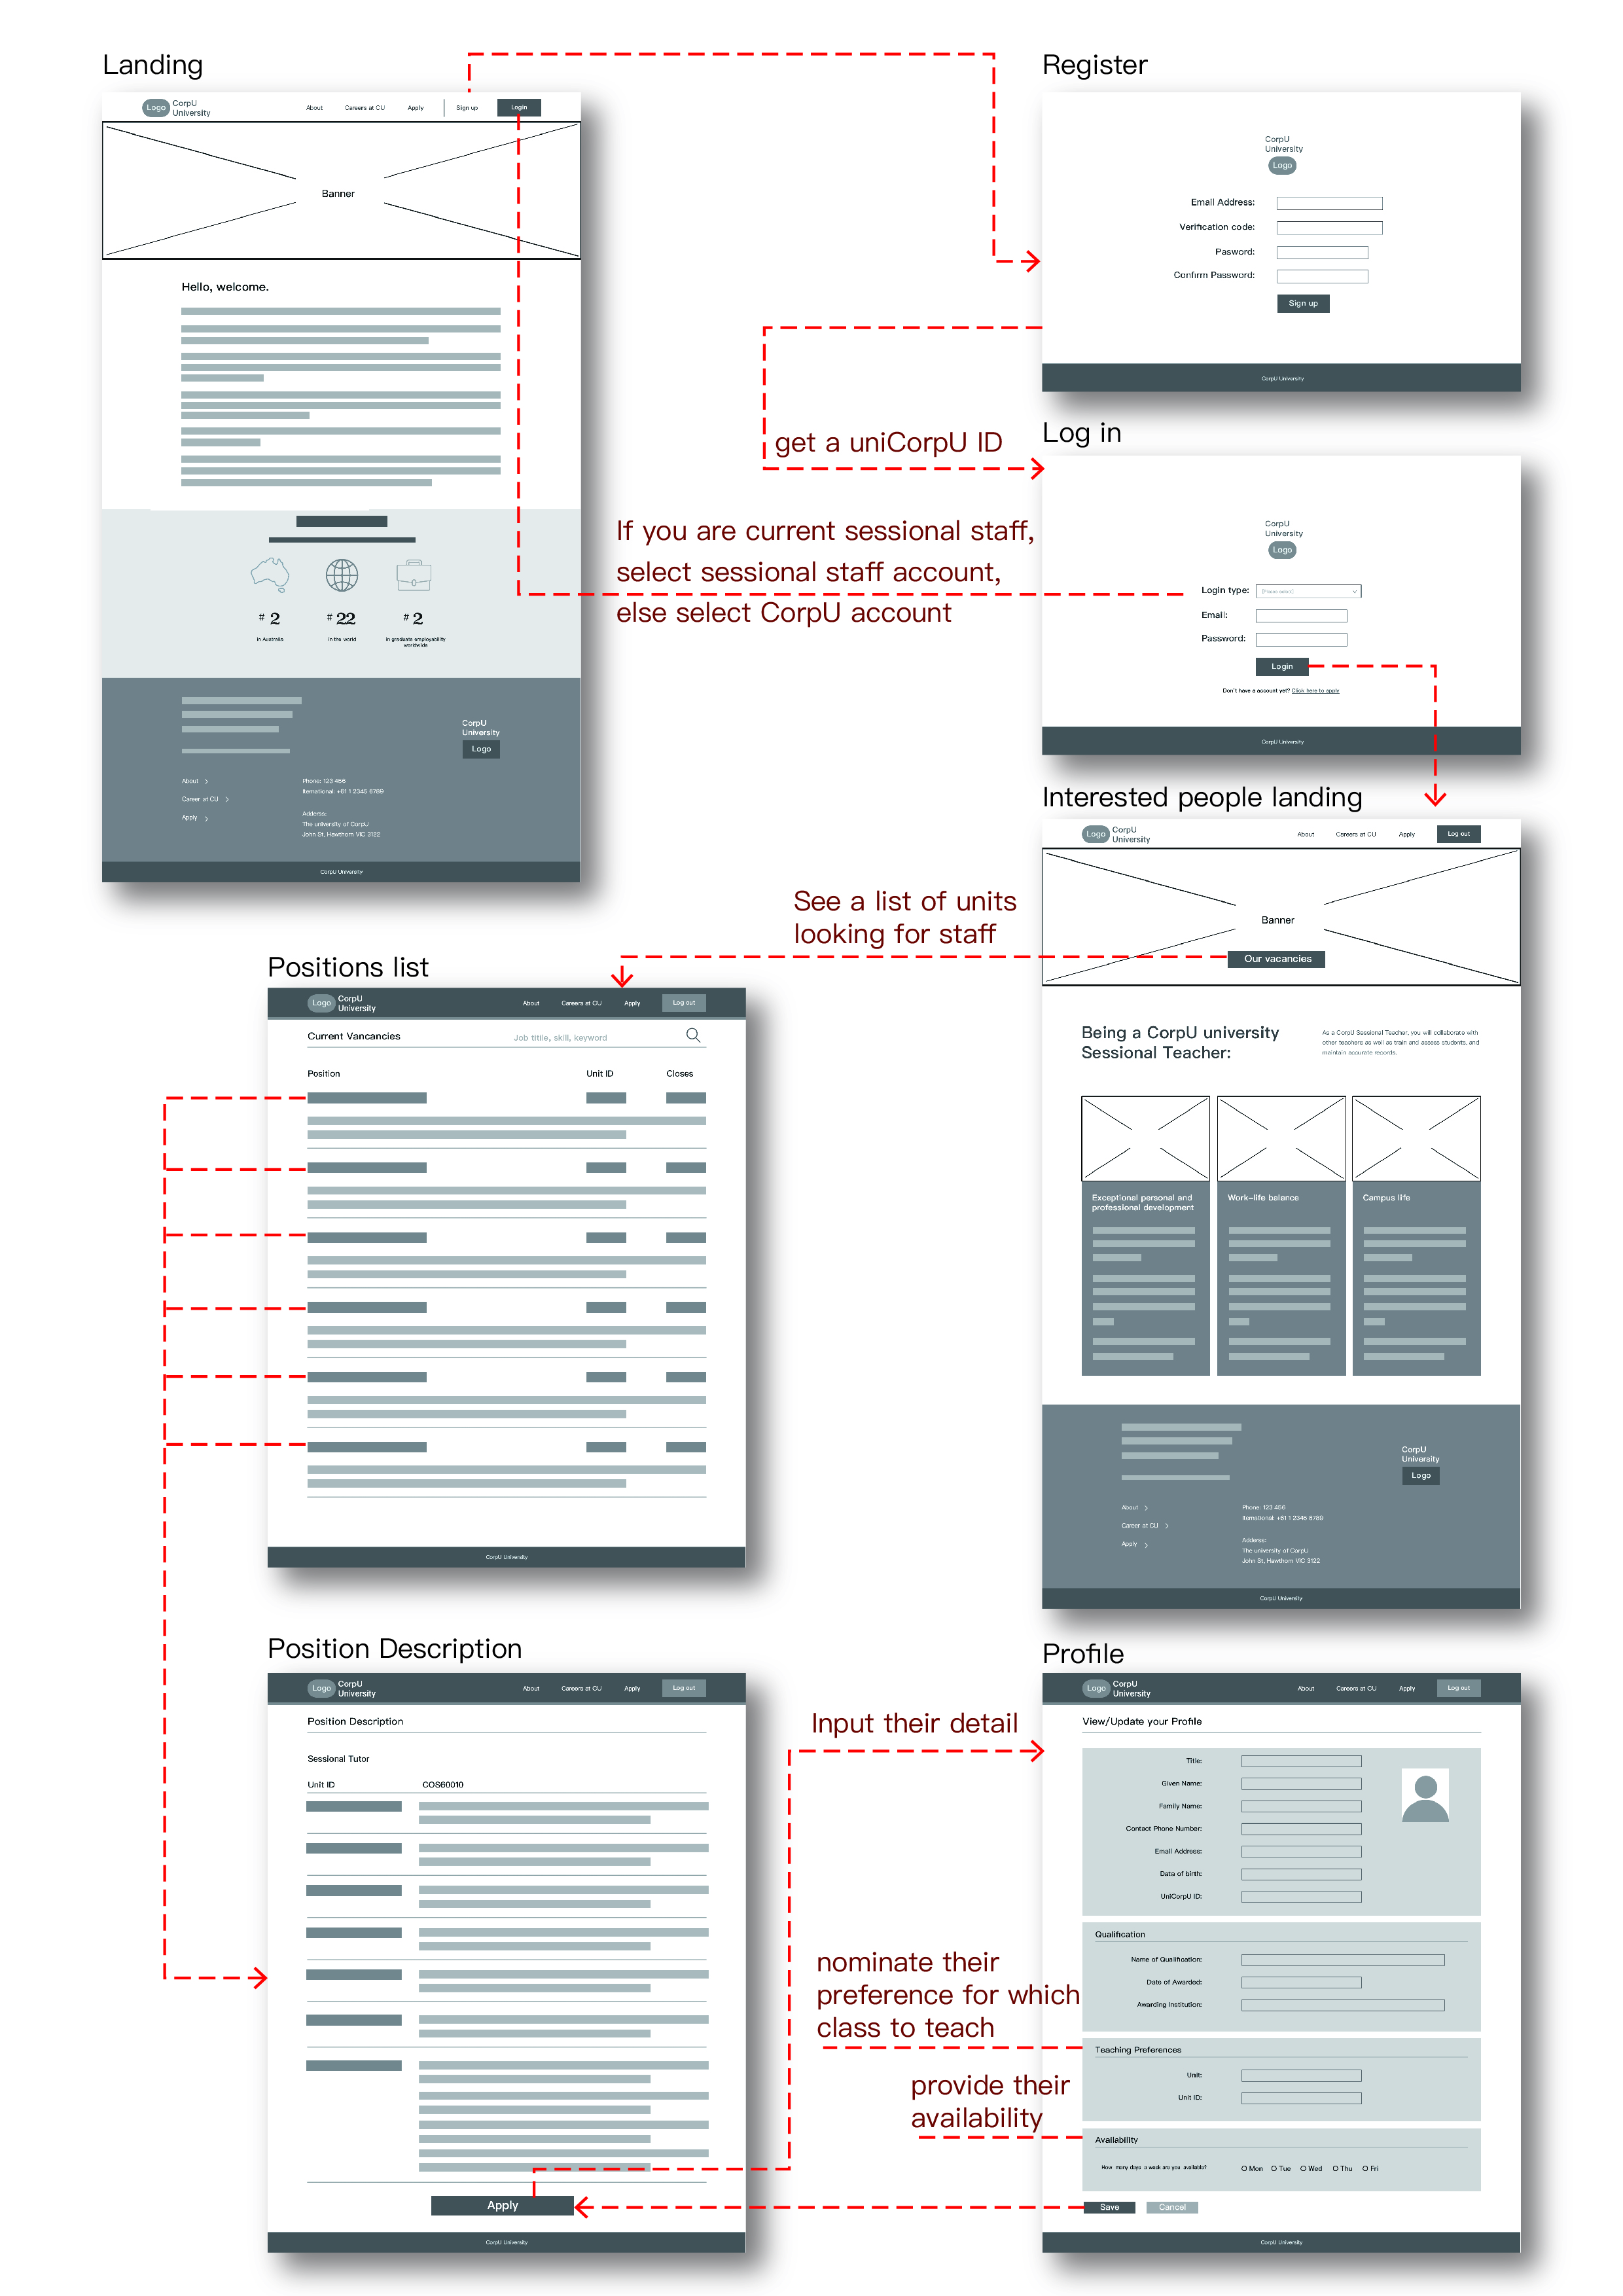 Landing
Logo
CorpU
University
About
Careers at CU
Apply
Sign up
Login
Banner
Hello, welcome.
# 2
# 22
# 2
In Australia
In the world
In graduate employability
worldwide
CorpU
University
Logo
About
Career at CU
Apply
Phone: 123 456
Adderss:
The university of CorpU
John St, Hawthorn VIC 3122
CorpU University
Register
CorpU
University
Logo
Email Address:
Verification code:
Pasword:
Confirm Password:
Sign up
CorpU University
get a uniCorpU ID
Log in
CorpU
University
Logo
Login type:
[Please select]
Email:
Password:
Login
Don't have a account yet? Click here to apply
CorpU University
If you are current sessional staff,
select sessional staff account,
else select CorpU account
Interested people landing
Logo
CorpU
University
About
Careers at CU
Apply
Log out
Banner
Our vacancies
See a list of units
looking for staff
Being a CorpU university
Sessional Teacher:
As a CorpU Sessional Teacher, you will collaborate with
other teachers as well as train and assess students, and
maintain accurate records.
Exceptional personal and
professional development
Work-life balance
Campus life
CorpU
University
Logo
About
Career at CU
Apply
Phone: 123 456
Adderss:
The university of CorpU
John St, Hawthorn VIC 3122
CorpU University
Positions list
Logo
CorpU
University
About
Careers at CU
Apply
Log out
Current Vancancies
Job titile, skill, keyword
Position
Unit ID
Closes
CorpU University
Position Description
Logo
CorpU
University
About
Careers at CU
Apply
Log out
Position Description
Sessional Tutor
Unit ID
COS60010
Apply
CorpU University
Input their detail
nominate their
preference for which
class to teach
provide their
availability
Profile
Logo
CorpU
University
About
Careers at CU
Apply
Log out
View/Update your Profile
Title:
Given Name:
Family Name:
Contact Phone Number:
Email Address:
Date of birth:
UniCorpU ID:
Qualification
Name of Qualification:
Date of Awarded:
Awarding Institution:
Teaching Preferences
Unit:
Unit ID:
Availability
How many days a week are you available?
Mon
Tue
Wed
Thu
Fri
Save
Cancel
CorpU University